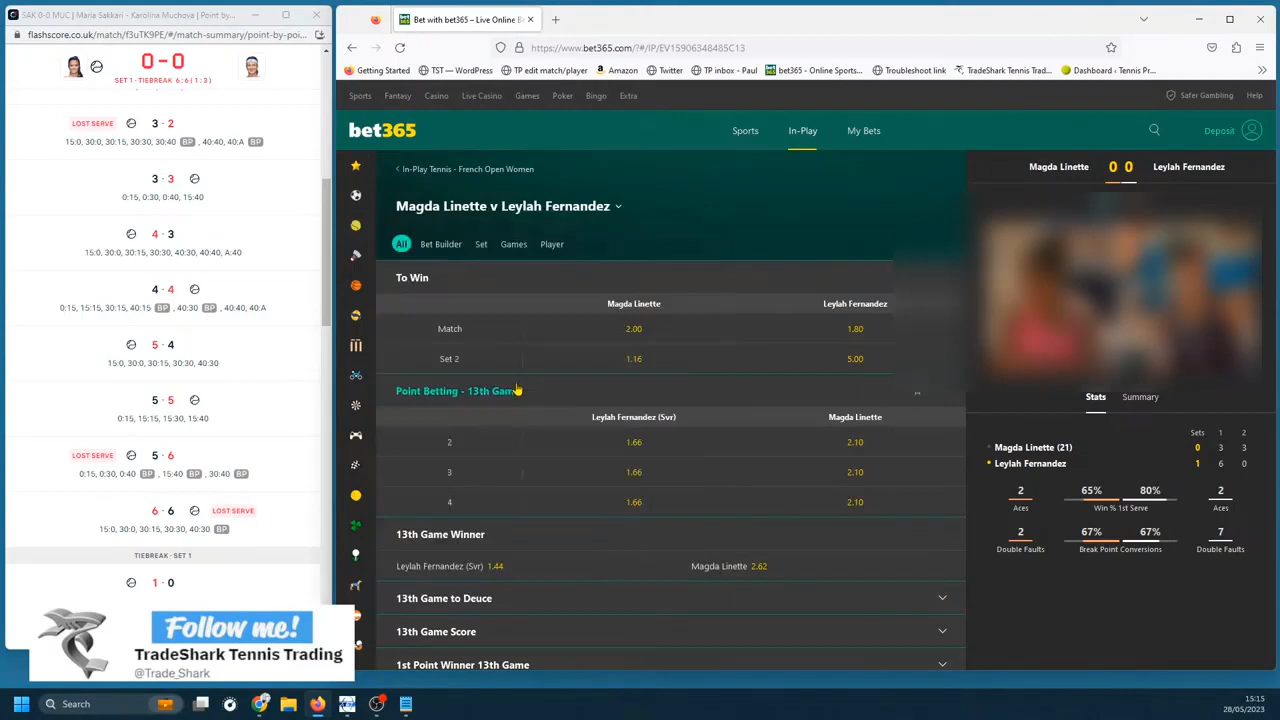 S4K 0-0 MUC | Maria Sakkari - Karolina Muchova | Point by...
flashscore.co.uk/match/f3uTK9PE/#/match-summary/point-by-poi...
0-0
SET 1 - TIEBREAK 6:6 (1:3)
LOST SERVE 3 - 2
15:0, 30:0, 30:15, 30:30, 30:40 BP , 40:40, 40:A BP
3 - 3
0:15, 0:30, 0:40, 15:40
4 - 3
15:0, 30:0, 30:15, 30:30, 40:30, 40:40, A:40
4 - 4
0:15, 15:15, 30:15, 40:15 BP , 40:30 BP , 40:40, 40:A
5 - 4
15:0, 30:0, 30:15, 30:30, 40:30
5 - 5
0:15, 15:15, 15:30, 15:40
LOST SERVE 5 - 6
0:15, 0:30, 0:40 BP , 15:40 BP , 30:40 BP
6 - 6 LOST SERVE
15:0, 30:0, 30:15, 30:30, 40:30 BP
TIEBREAK - SET 1
1 - 0
Follow me!
TradeShark Tennis Trading
@Trade_Shark
Bet with bet365 – Live Online Be
https://www.bet365.com/?#/IP/EV15906348485C13
Getting Started TST — WordPress TP edit match/player Amazon Twitter TP inbox - Paul bet365 - Online Sports... Troubleshoot link TradeShark Tennis Trad... Dashboard ‹ Tennis Pr...
Sports Fantasy Casino Live Casino Games Poker Bingo Extra Safer Gambling Help
bet365 Sports In-Play My Bets Deposit
In-Play Tennis - French Open Women
Magda Linette v Leylah Fernandez
All Bet Builder Set Games Player
To Win
Magda Linette Leylah Fernandez
Match 2.00 1.80
Set 2 1.16 5.00
Point Betting - 13th Game
Leylah Fernandez (Svr) Magda Linette
2 1.66 2.10
3 1.66 2.10
4 1.66 2.10
13th Game Winner
Leylah Fernandez (Svr) 1.44 Magda Linette 2.62
13th Game to Deuce
13th Game Score
1st Point Winner 13th Game
Magda Linette 0 0 Leylah Fernandez
Stats Summary
Sets 1 2
Magda Linette (21) 0 3 3
Leylah Fernandez 1 6 0
2 65% 80% 2
Aces Win % 1st Serve Aces
2 67% 67% 7
Double Faults Break Point Conversions Double Faults
Search
15:15
28/05/2023